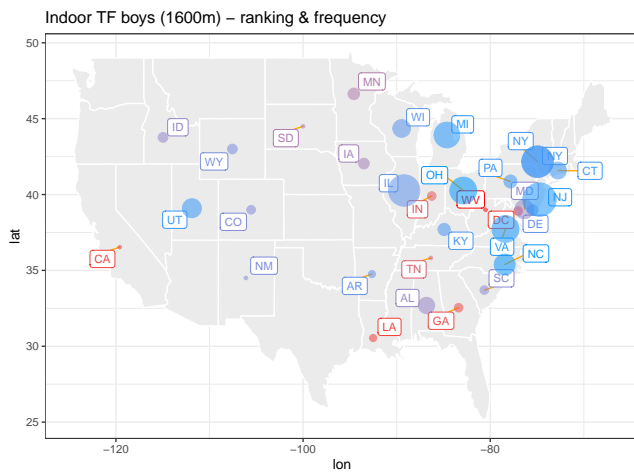 Indoor TF boys (1600m) − ranking & frequency
50
MN
45
WI
MI
ID
SD
NY
NY
WY
IA
OH
PA
CT
40
IL
WV
MD
IN
NJ
UT
CO
DC
DE
KY
VA
NC
CA
NM
TN
35
AR
SC
AL
LA
GA
30
25
lat
−120
−100
−80
lon